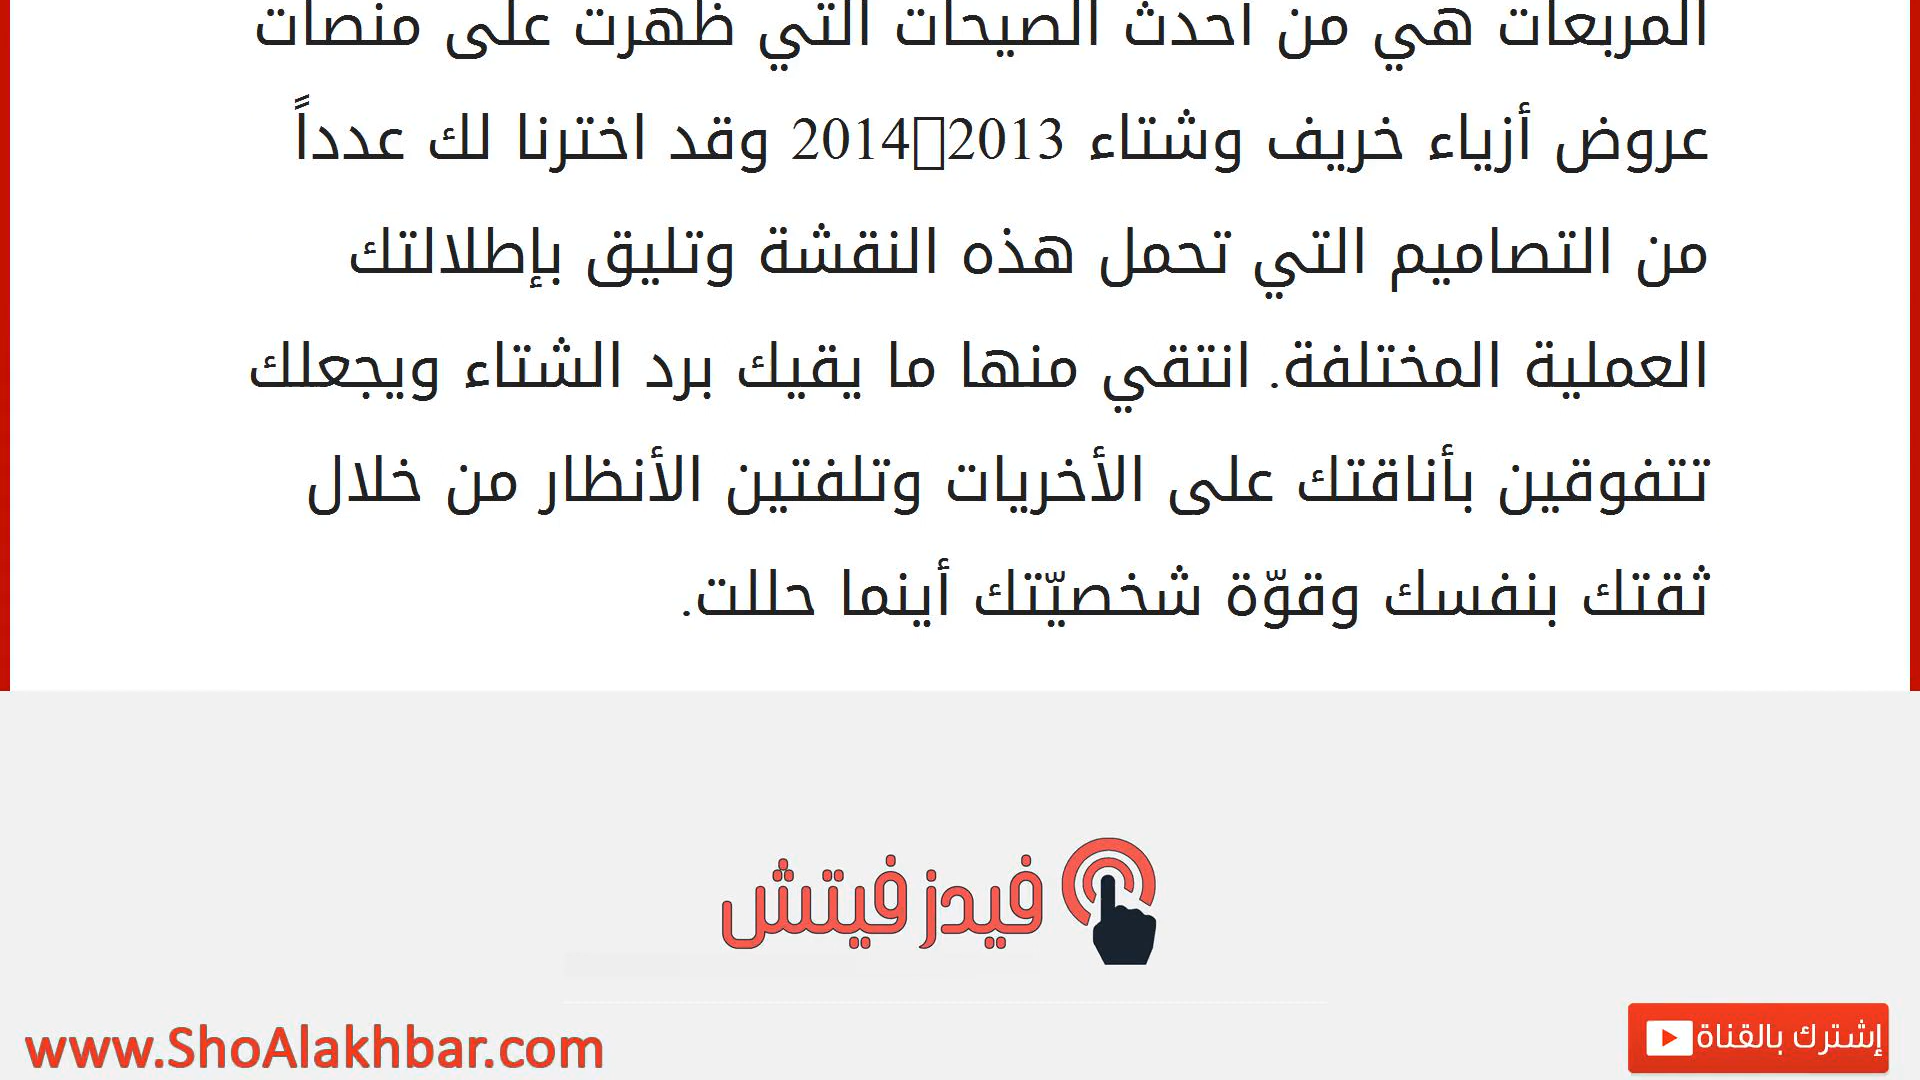 المربعات هي من أحدث الصيحات التي ظهرت على منصات
عروض أزياء خريف وشتاء 2013▯2014 وقد اخترنا لك عدداً
من التصاميم التي تحمل هذه النقشة وتليق بإطلالتك
العملية المختلفة. انتقي منها ما يقيك برد الشتاء ويجعلك
تتفوقين بأناقتك على الأخريات وتلفتين الأنظار من خلال
ثقتك بنفسك وقوّة شخصيّتك أينما حللت.
فيدز فيتش
www.ShoAlakhbar.com
إشترك بالقناة